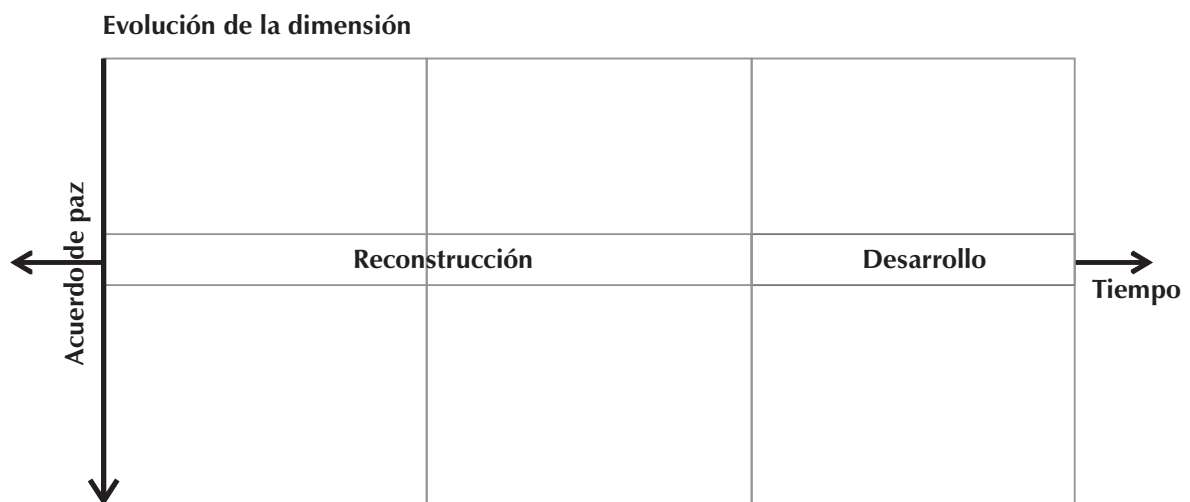 Evolución de la dimensión
Acuerdo de paz
Reconstrucción
Desarrollo
Tiempo